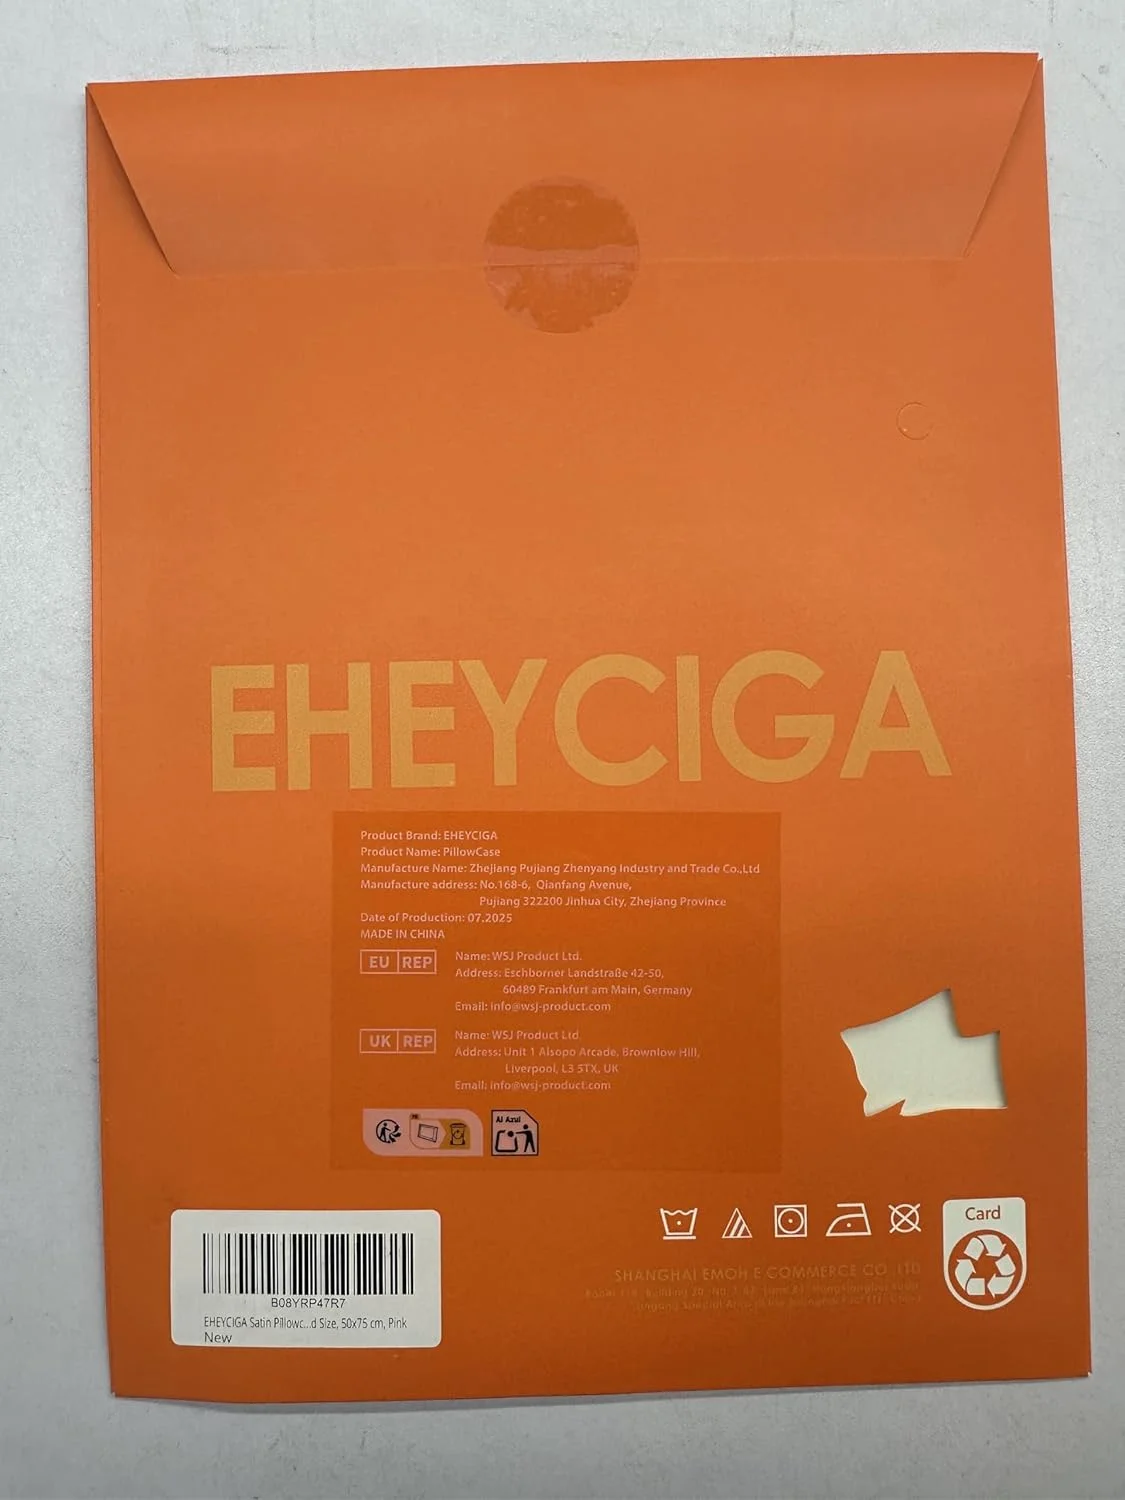 EHEYCIGA
Product Brand: EHEYCIGA
Product Name: PillowCase
Manufacture Name: Zhejiang Pujiang Zhenyang Industry and Trade Co.,Ltd
Manufacture address: No.168-6, Qianfang Avenue,
Pujiang 322200 Jinhua City, Zhejiang Province
Date of Production: 07.2025
MADE IN CHINA
EU REP
Name: WSJ Product Ltd.
Address: Eschborner Landstraße 42-50,
60489 Frankfurt am Main, Germany
Email: info@wsj-product.com
UK REP
Name: WSJ Product Ltd.
Address: Unit 1 Alsopo Arcade, Brownlow Hill,
Liverpool, L3 5TX, UK
Email: info@wsj-product.com
Al Azul
Card
SHANGHAI EMOH E COMMERCE CO .,LTD
B08YRP47R7
EHEYCIGA Satin Pillowc...d Size, 50x75 cm, Pink
New